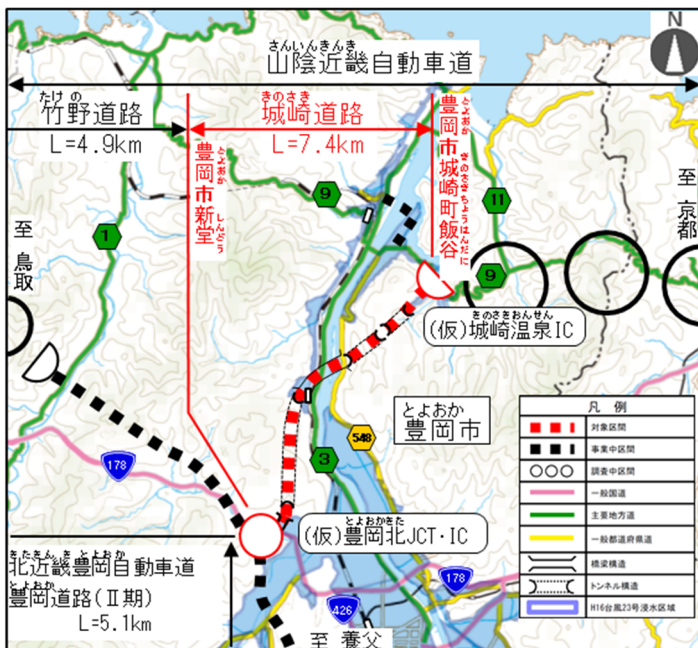 N
さんいんきんき
山陰近畿自動車道
たけの
竹野道路
L=4.9km
きのさき
城崎道路
L=7.4km
とよおか しんどう
豊岡市新堂
とよおか きのさきちょうはんだに
豊岡市城崎町飯谷
至 鳥取
至 京都
1
9
11
9
きのさきおんせん
(仮)城崎温泉IC
とよおか
豊岡市
548
3
178
とよおかきた
(仮)豊岡北JCT・IC
きたきんきとよおか
北近畿豊岡自動車道
とよおか
豊岡道路(Ⅱ期)
L=5.1km
426
178
至 養父
凡 例
対象区間
事業中区間
調査中区間
一般国道
主要地方道
一般都道府県道
橋梁構造
トンネル構造
H16台風23号浸水区域